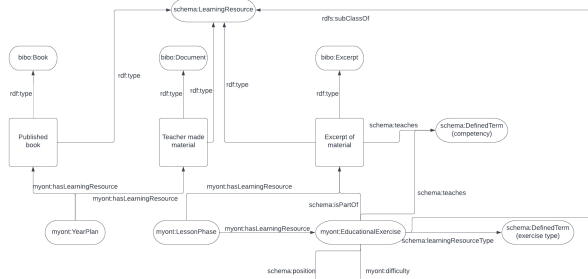 schema:LearningResource
rdfs:subClassOf
bibo:Book
bibo:Document
bibo:Excerpt
rdf:type
rdf:type
rdf:type
rdf:type
rdf:type
rdf:type
Published
book
Teacher made
material
Excerpt of
material
schema:teaches
schema:DefinedTerm
(competency)
myont:hasLearningResource
myont:hasLearningResource
myont:hasLearningResource
schema:teaches
schema:isPartOf
myont:YearPlan
myont:LessonPhase
myont:hasLearningResource
myont:EducationalExercise
schema:learningResourceType
schema:DefinedTerm
(exercise type)
schema:position
myont:difficulty